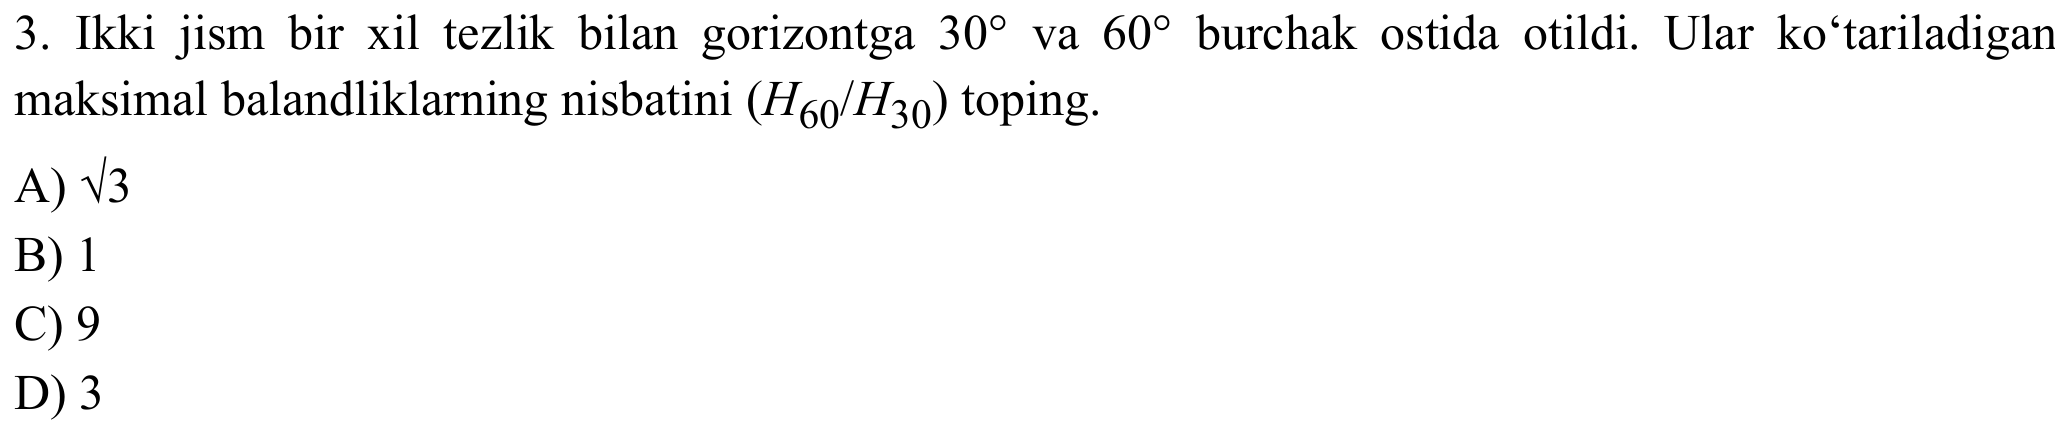 3. Ikki jism bir xil tezlik bilan gorizontga 30° va 60° burchak ostida otildi. Ular ko‘tariladigan
maksimal balandliklarning nisbatini (H₆₀/H₃₀) toping.
A) √3
B) 1
C) 9
D) 3